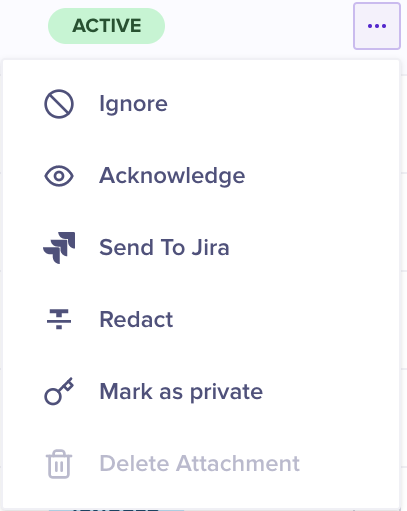 ACTIVE
Ignore
Acknowledge
Send To Jira
Redact
Mark as private
Delete Attachment